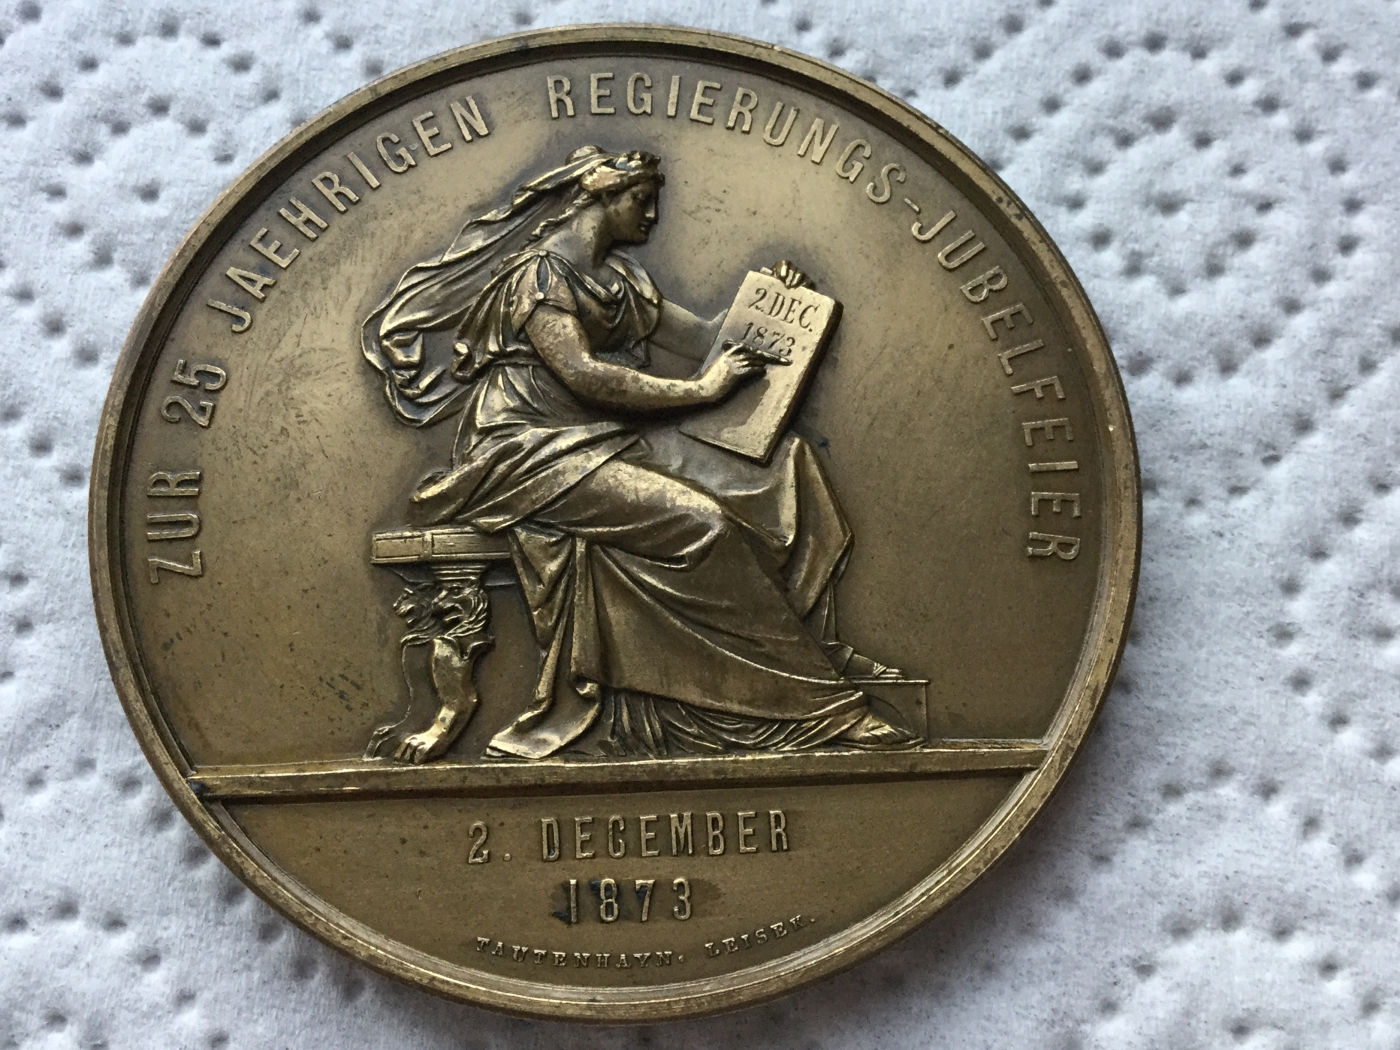 ZUR 25 JAEHRIGEN REGIERUNGS-JUBELFEIER
2.DEC.
1873
2. DECEMBER
1873
TAUTENHAYN. LEISEK.